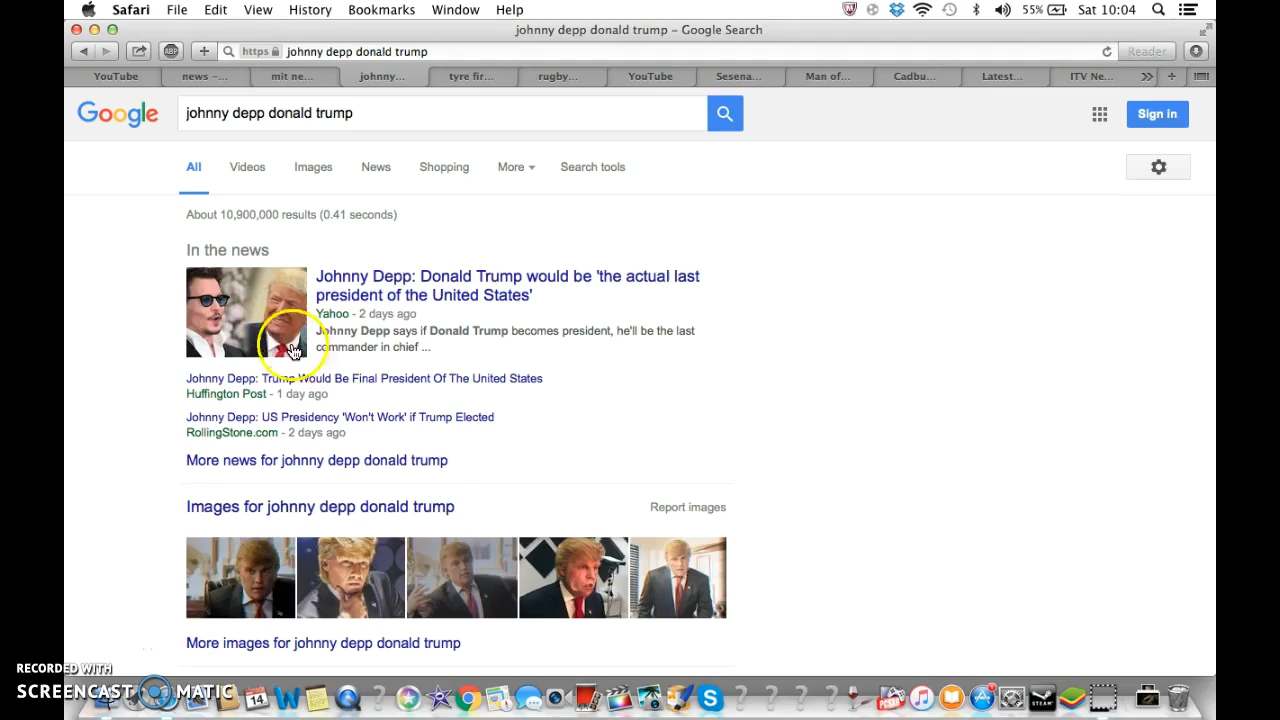 Safari File Edit View History Bookmarks Window Help 55% Sat 10:04
johnny depp donald trump – Google Search
ABP + https johnny depp donald trump Reader
YouTube news –... mit ne... johnny... tyre fir... rugby... YouTube Sesena... Man of... Cadbu... Latest... ITV Ne... >> +
Google johnny depp donald trump Sign in
All Videos Images News Shopping More Search tools
About 10,900,000 results (0.41 seconds)
In the news
Johnny Depp: Donald Trump would be 'the actual last
president of the United States'
Yahoo - 2 days ago
Johnny Depp says if Donald Trump becomes president, he'll be the last
commander in chief ...
Johnny Depp: Trump Would Be Final President Of The United States
Huffington Post - 1 day ago
Johnny Depp: US Presidency 'Won't Work' if Trump Elected
RollingStone.com - 2 days ago
More news for johnny depp donald trump
Images for johnny depp donald trump Report images
More images for johnny depp donald trump
RECORDED WITH
SCREENCAST MATIC
14 W ? S ? ? ? ? STEAM